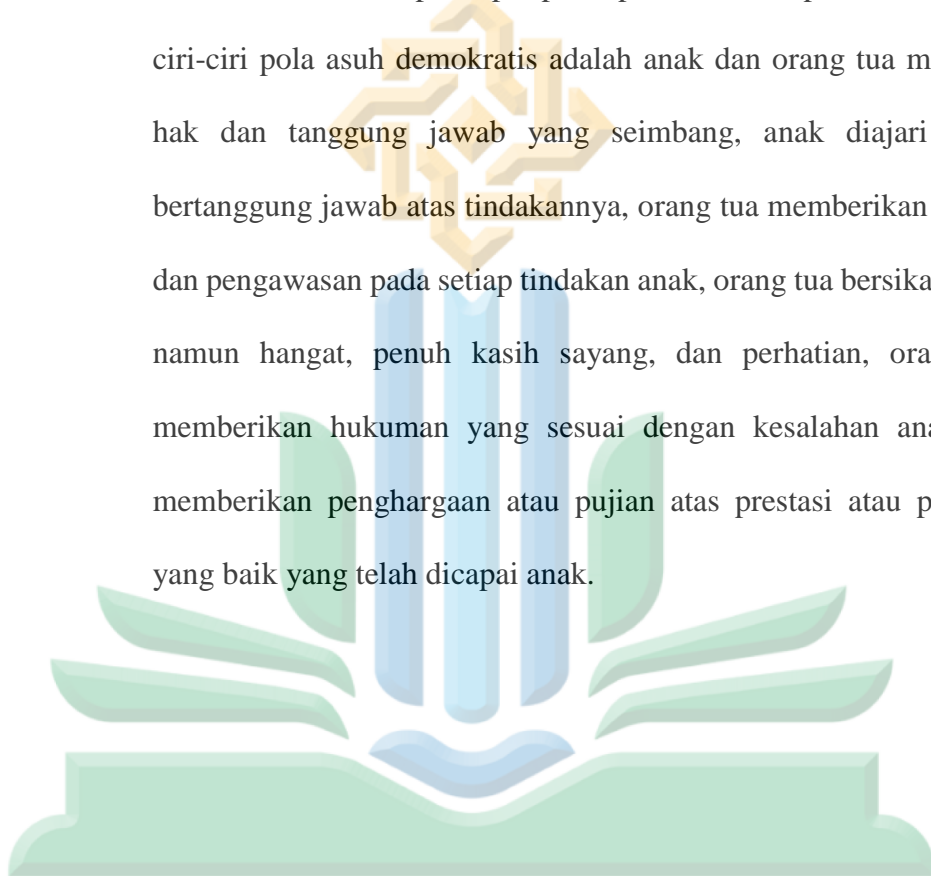 ciri-ciri pola asuh demokratis adalah anak dan orang tua
hak dan tanggung jawab yang seimbang, anak diajari
bertanggung jawab atas tindakannya, orang tua memberikan
dan pengawasan pada setiap tindakan anak, orang tua
namun hangat, penuh kasih sayang, dan perhatian,
memberikan hukuman yang sesuai dengan kesalahan
memberikan penghargaan atau pujian atas prestasi atau
yang baik yang telah dicapai anak.